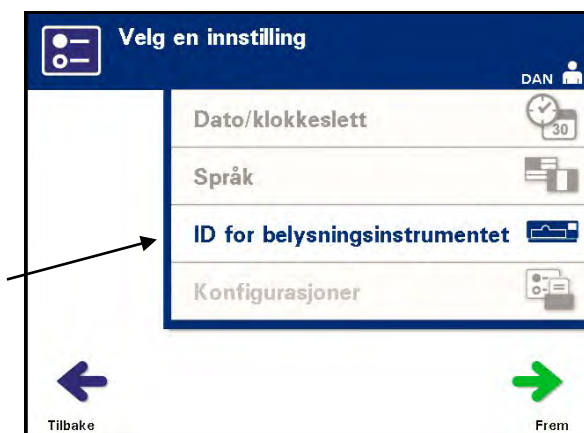 Velg en innstilling
DAN
Dato/klokkeslett
30
Språk
ID for belysningsinstrumentet
Konfigurasjoner
Tilbake
Frem